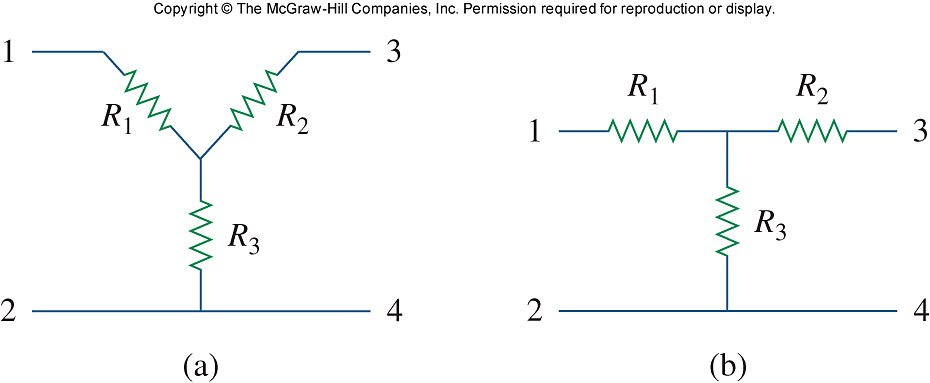 Copyright © The McGraw-Hill Companies, Inc. Permission required for reproduction or display.
1 3
R1 R2
R3
2 4
(a)
R1 R2
1 3
R3
2 4
(b)